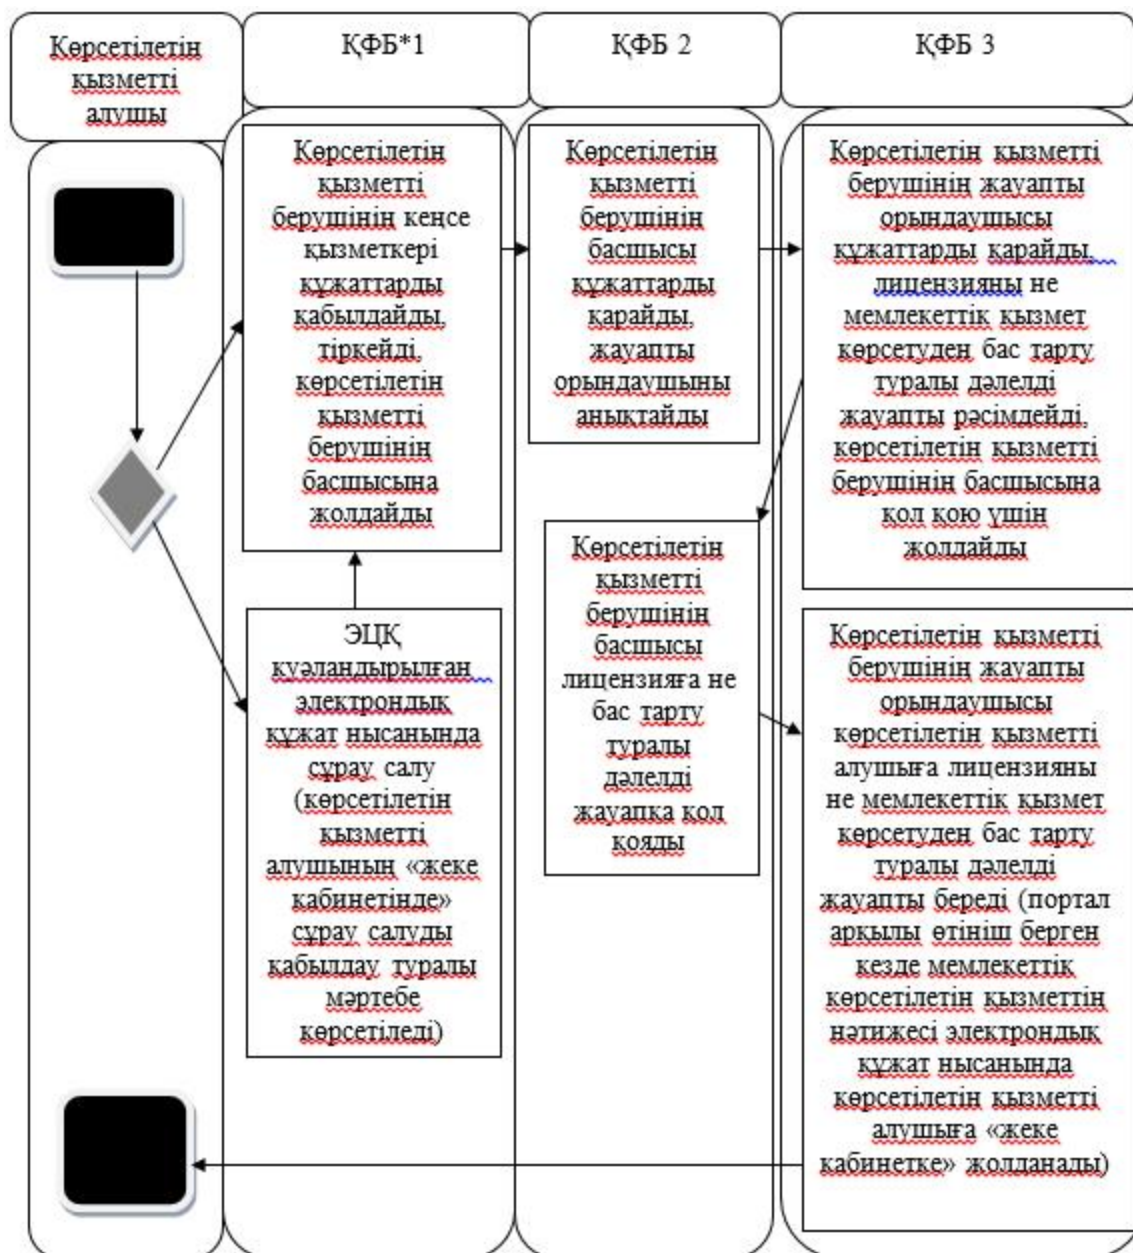 Көрсетілетін
қызметті
алушы
ҚФБ*1
ҚФБ 2
ҚФБ 3
Көрсетілетін
қызметті
берушінің кеңсе
қызметкері
құжаттарды
қабылдайды,
тіркейді,
көрсетілетін
қызметті
берушінің
басшысына
жолдайды
ЭЦҚ
куәландырылған
электрондық
құжат нысанында
сұрау салу
(көрсетілетін
қызметті
алушының «жеке
кабинетінде»
сұрау салуды
қабылдау туралы
мәртебе
көрсетіледі)
Көрсетілетін
қызметті
берушінің
басшысы
құжаттарды
қарайды,
жауапты
орындаушыны
анықтайды
Көрсетілетін
қызметті
берушінің
басшысы
лицензияға не
бас тарту
туралы
дәлелді
жауапқа қол
қояды
Көрсетілетін қызметті
берушінің жауапты
орындаушысы
құжаттарды қарайды,
лицензияны не
мемлекеттік қызмет
көрсетуден бас тарту
туралы дәлелді
жауапты рәсімдейді,
көрсетілетін қызметті
берушінің басшысына
қол қою үшін
жолдайды
Көрсетілетін қызметті
берушінің жауапты
орындаушысы
көрсетілетін қызметті
алушыға лицензияны
не мемлекеттік қызмет
көрсетуден бас тарту
туралы дәлелді
жауапты береді (портал
арқылы өтініш берген
кезде мемлекеттік
көрсетілетін қызметтің
нәтижесі электрондық
құжат нысанында
көрсетілетін қызметті
алушыға «жеке
кабинетке» жолданады)